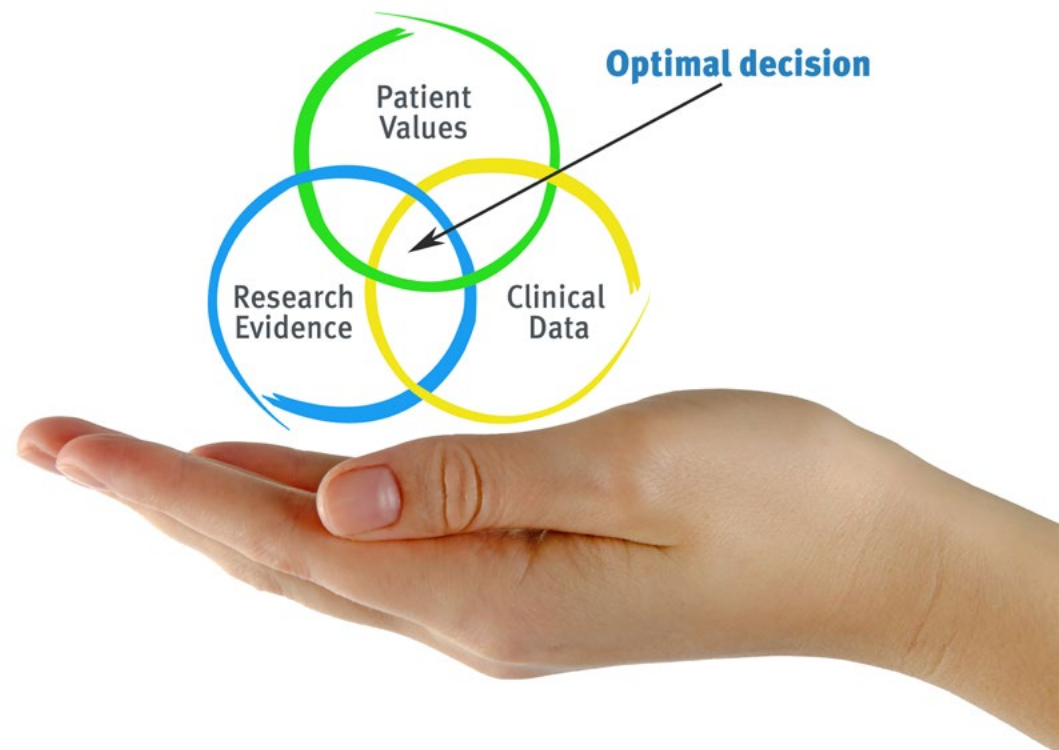 Optimal decision
Patient
Values
Research
Evidence
Clinical
Data